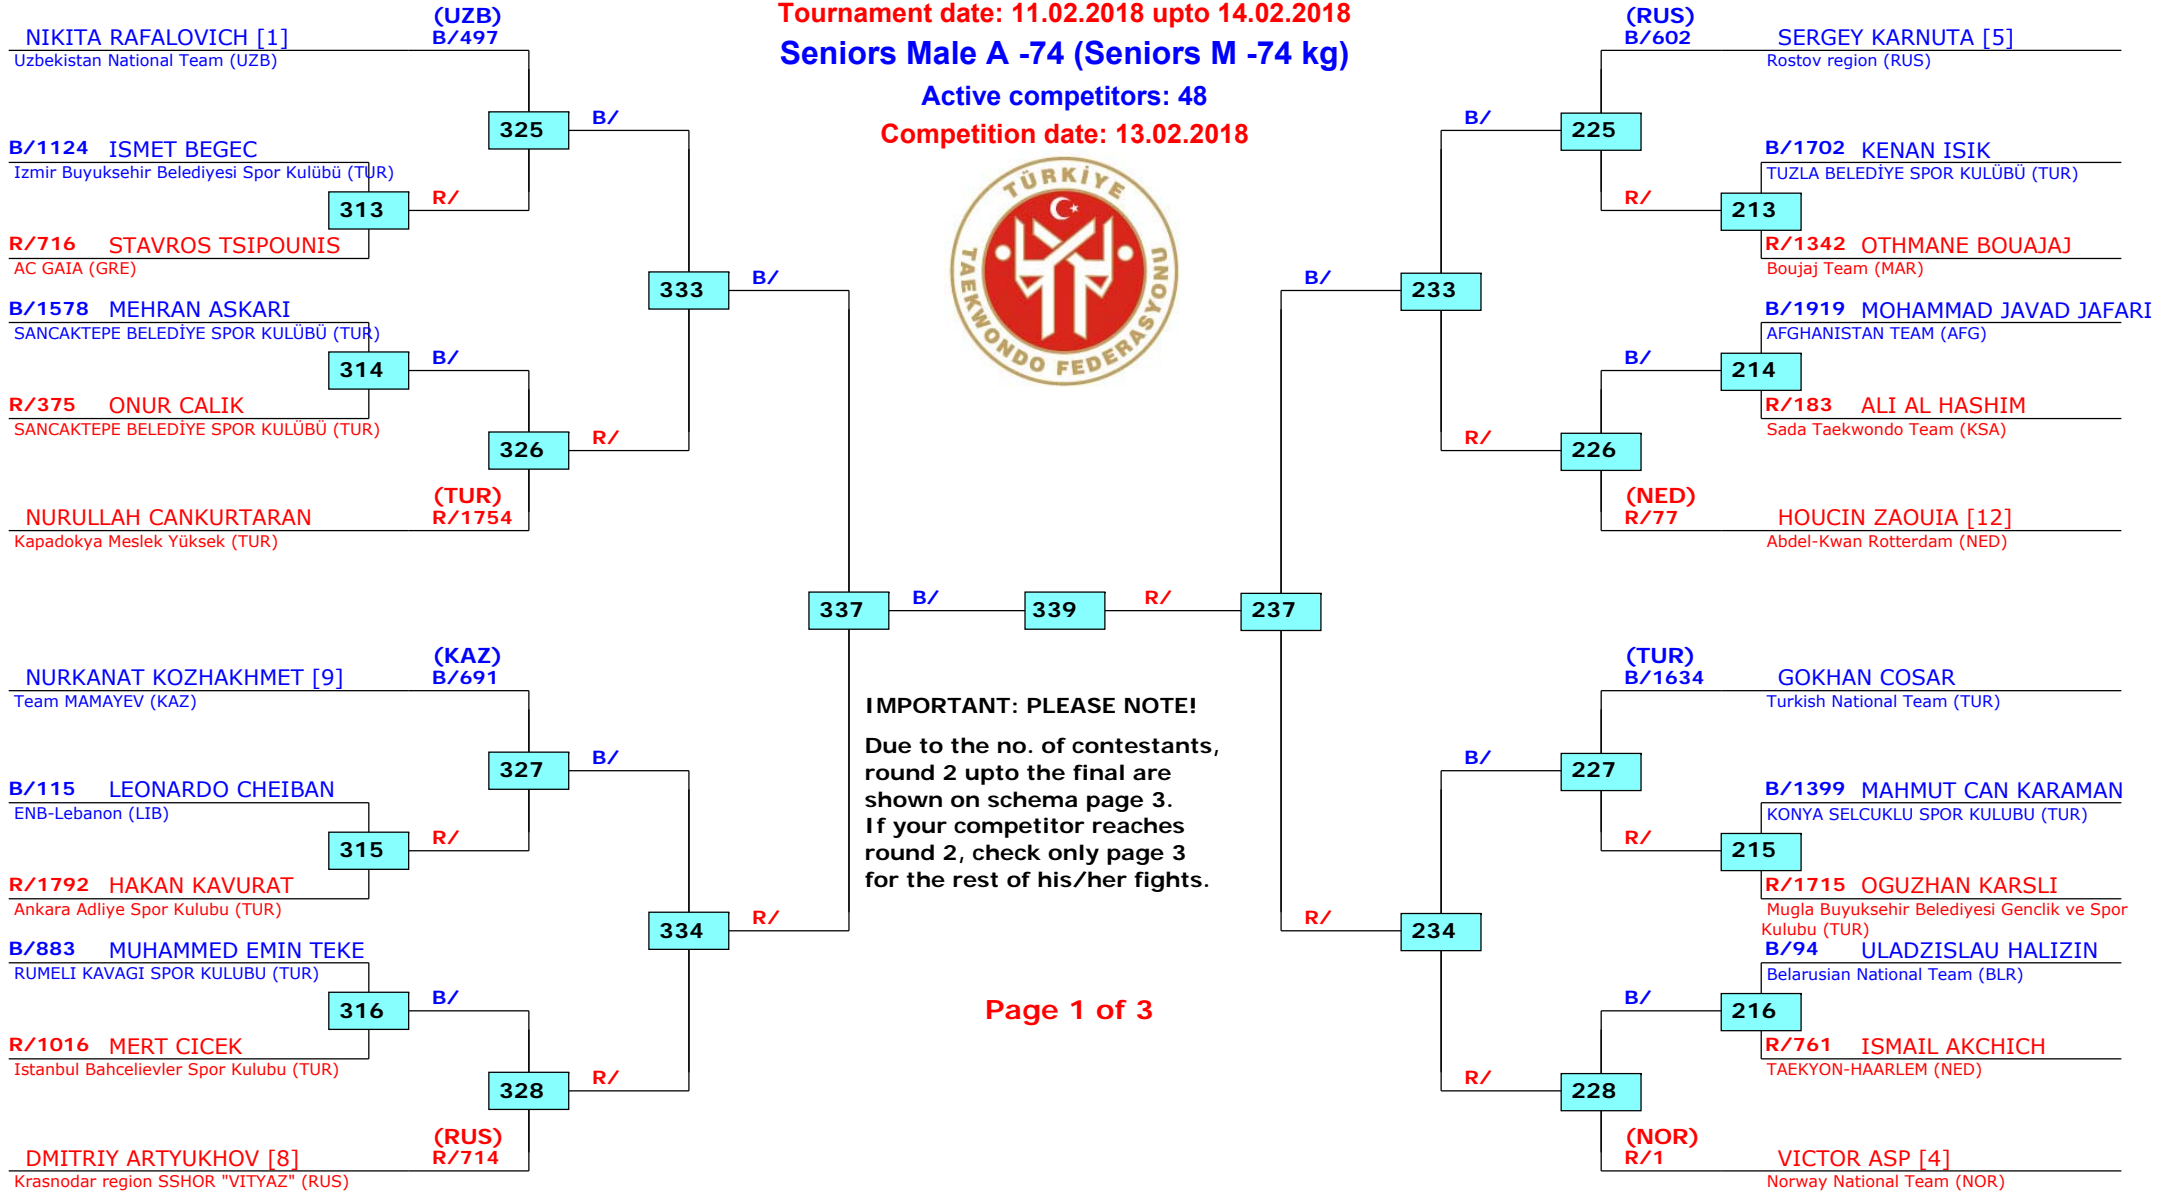 Tournament date: 11.02.2018 upto 14.02.2018
Seniors Male A -74 (Seniors M -74 kg)
Active competitors: 48
Competition date: 13.02.2018
TÜRKİYE
TAEKWONDO FEDERASYONU
(UZB)
NIKITA RAFALOVICH [1] B/497
Uzbekistan National Team (UZB)
325 B/
B/1124 ISMET BEGEC
Izmir Buyuksehir Belediyesi Spor Kulübü (TUR)
313 R/
R/716 STAVROS TSIPOUNIS
AC GAIA (GRE)
333 B/
B/1578 MEHRAN ASKARI
SANCAKTEPE BELEDİYE SPOR KULÜBÜ (TUR)
314 B/
R/375 ONUR CALIK
SANCAKTEPE BELEDİYE SPOR KULÜBÜ (TUR)
326 R/
(TUR)
NURULLAH CANKURTARAN R/1754
Kapadokya Meslek Yüksek (TUR)
337 B/ 339 R/ 237
(KAZ)
NURKANAT KOZHAKHMET [9] B/691
Team MAMAYEV (KAZ)
327 B/
B/115 LEONARDO CHEIBAN
ENB-Lebanon (LIB)
315 R/
R/1792 HAKAN KAVURAT
Ankara Adliye Spor Kulubu (TUR)
334 R/
B/883 MUHAMMED EMIN TEKE
RUMELI KAVAGI SPOR KULUBU (TUR)
316 B/
R/1016 MERT CICEK
Istanbul Bahcelievler Spor Kulubu (TUR)
328 R/
(RUS)
DMITRIY ARTYUKHOV [8] R/714
Krasnodar region SSHOR "VITYAZ" (RUS)
IMPORTANT: PLEASE NOTE!
Due to the no. of contestants,
round 2 upto the final are
shown on schema page 3.
If your competitor reaches
round 2, check only page 3
for the rest of his/her fights.
Page 1 of 3
(RUS)
B/602 SERGEY KARNUTA [5]
Rostov region (RUS)
B/ 225
B/1702 KENAN ISIK
TUZLA BELEDİYE SPOR KULÜBÜ (TUR)
R/ 213
R/1342 OTHMANE BOUAJAJ
Boujaj Team (MAR)
B/ 233
B/1919 MOHAMMAD JAVAD JAFARI
AFGHANISTAN TEAM (AFG)
B/ 214
R/183 ALI AL HASHIM
Sada Taekwondo Team (KSA)
R/ 226
(NED)
R/77 HOUCIN ZAOUIA [12]
Abdel-Kwan Rotterdam (NED)
(TUR)
B/1634 GOKHAN COSAR
Turkish National Team (TUR)
B/ 227
B/1399 MAHMUT CAN KARAMAN
KONYA SELCUKLU SPOR KULUBU (TUR)
R/ 215
R/1715 OGUZHAN KARSLI
Mugla Buyuksehir Belediyesi Genclik ve Spor
Kulubu (TUR)
R/ 234
B/94 ULADZISLAU HALIZIN
Belarusian National Team (BLR)
B/ 216
R/761 ISMAIL AKCHICH
TAEKYON-HAARLEM (NED)
R/ 228
(NOR)
R/1 VICTOR ASP [4]
Norway National Team (NOR)